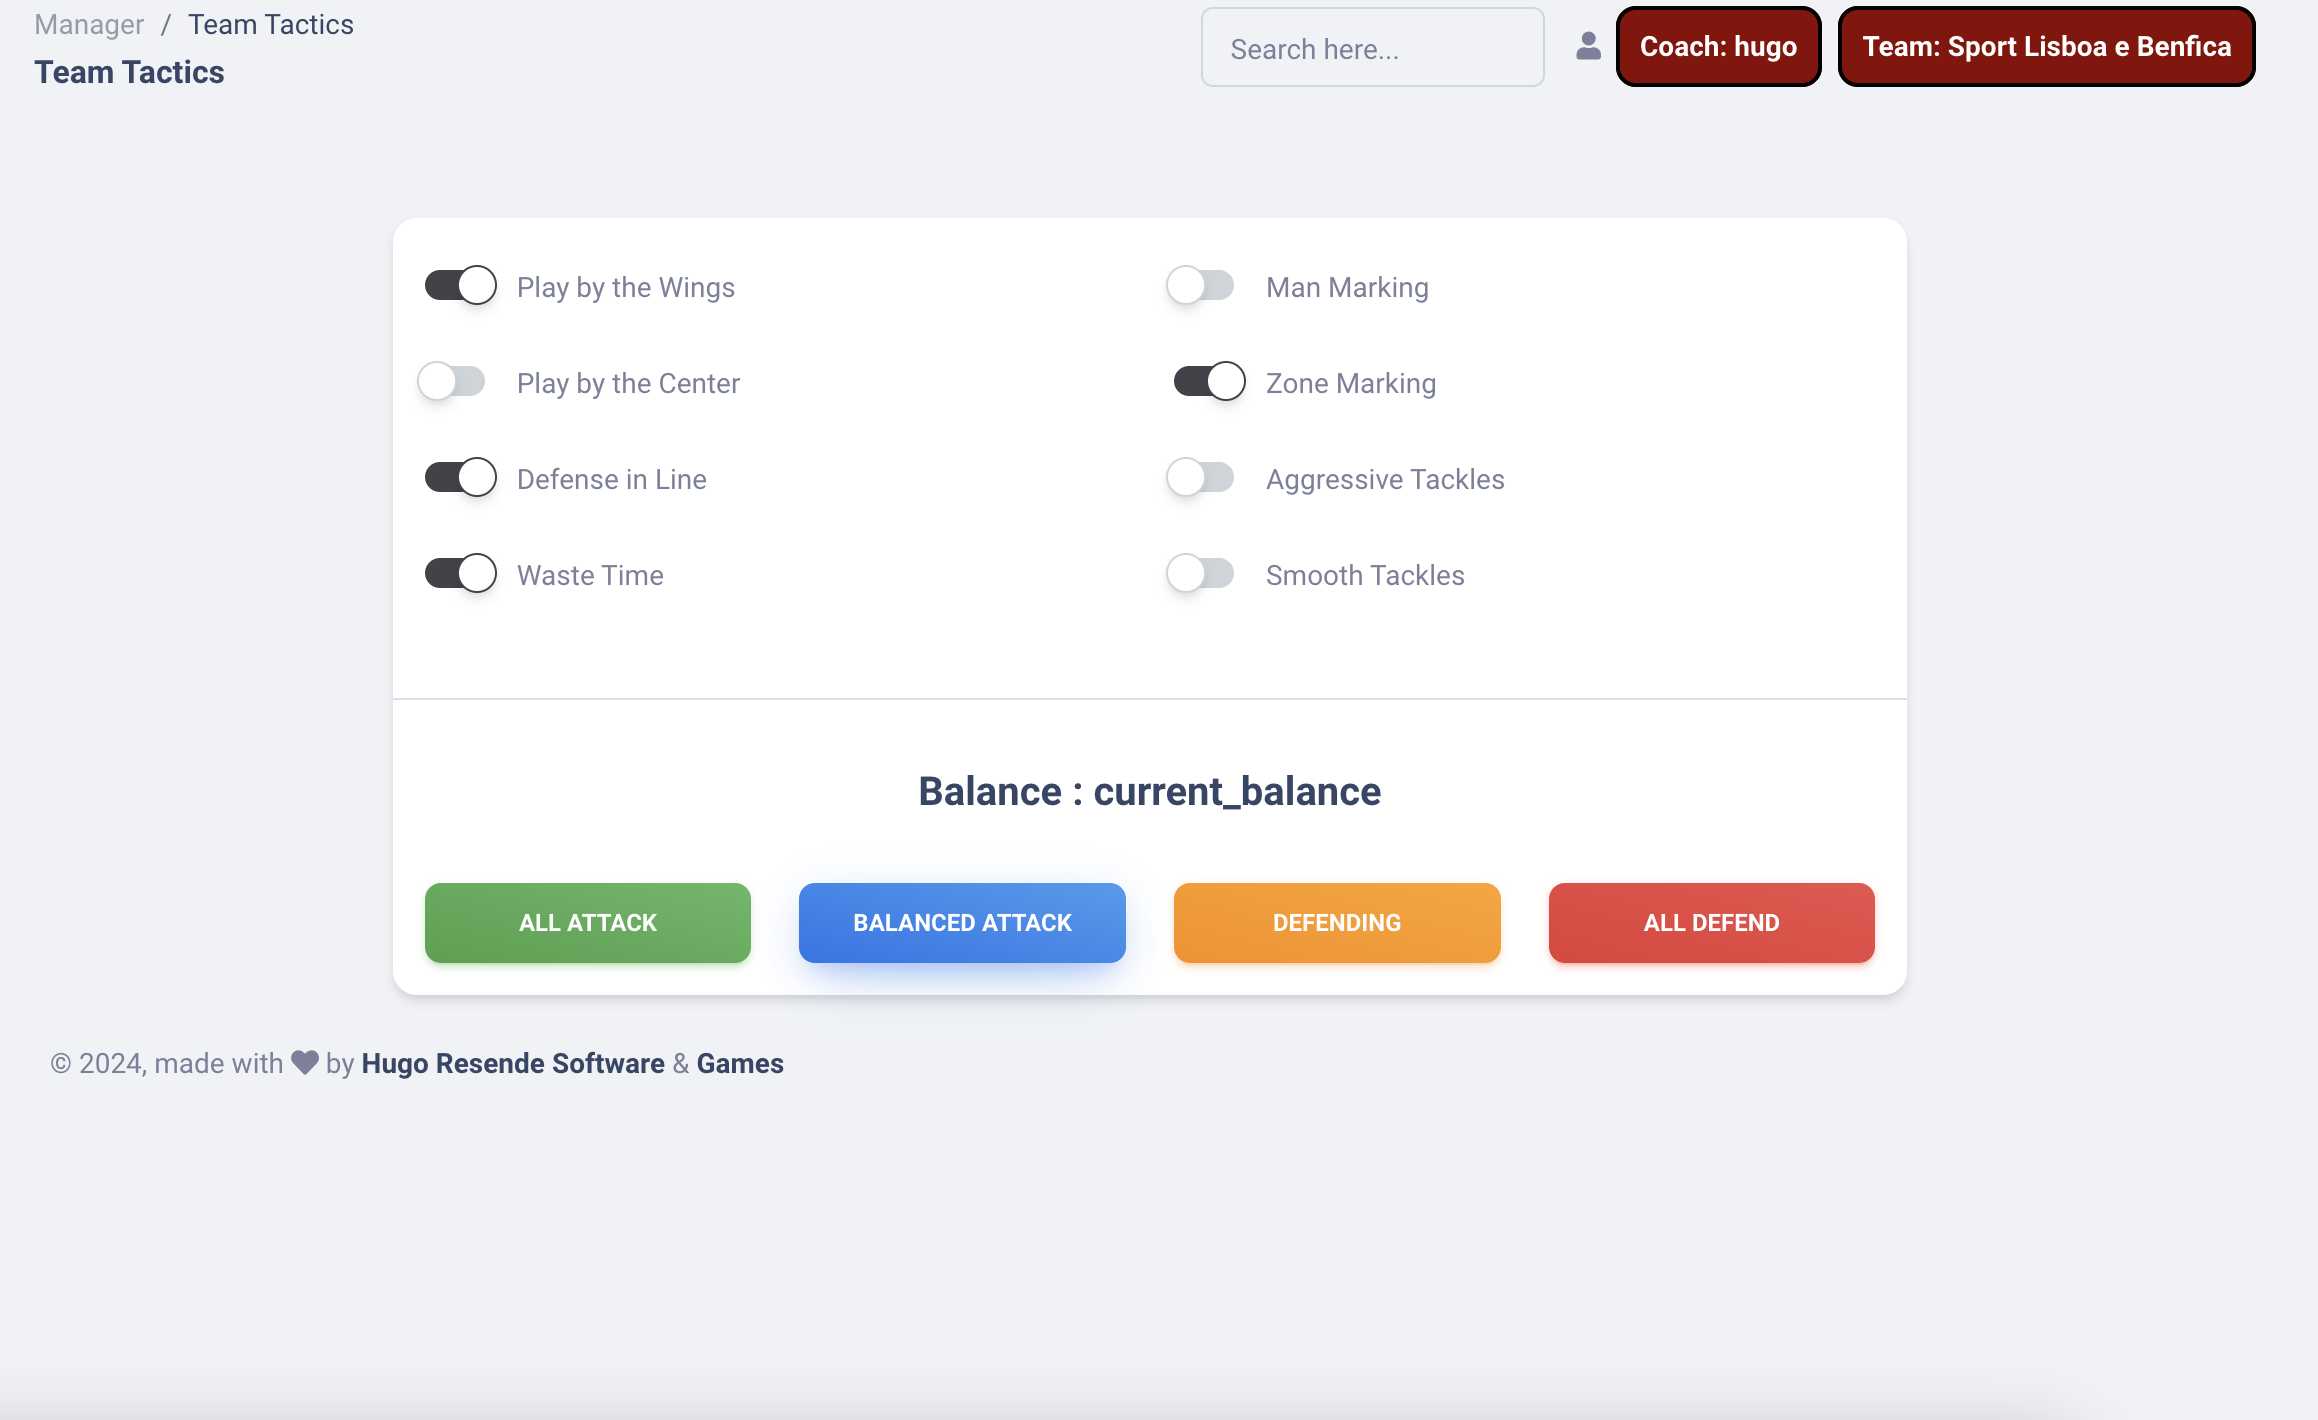 Manager / Team Tactics
Team Tactics
Search here...
Coach: hugo
Team: Sport Lisboa e Benfica
Play by the Wings
Man Marking
Play by the Center
Zone Marking
Defense in Line
Aggressive Tackles
Waste Time
Smooth Tackles
Balance : current_balance
ALL ATTACK
BALANCED ATTACK
DEFENDING
ALL DEFEND
© 2024, made with by Hugo Resende Software & Games